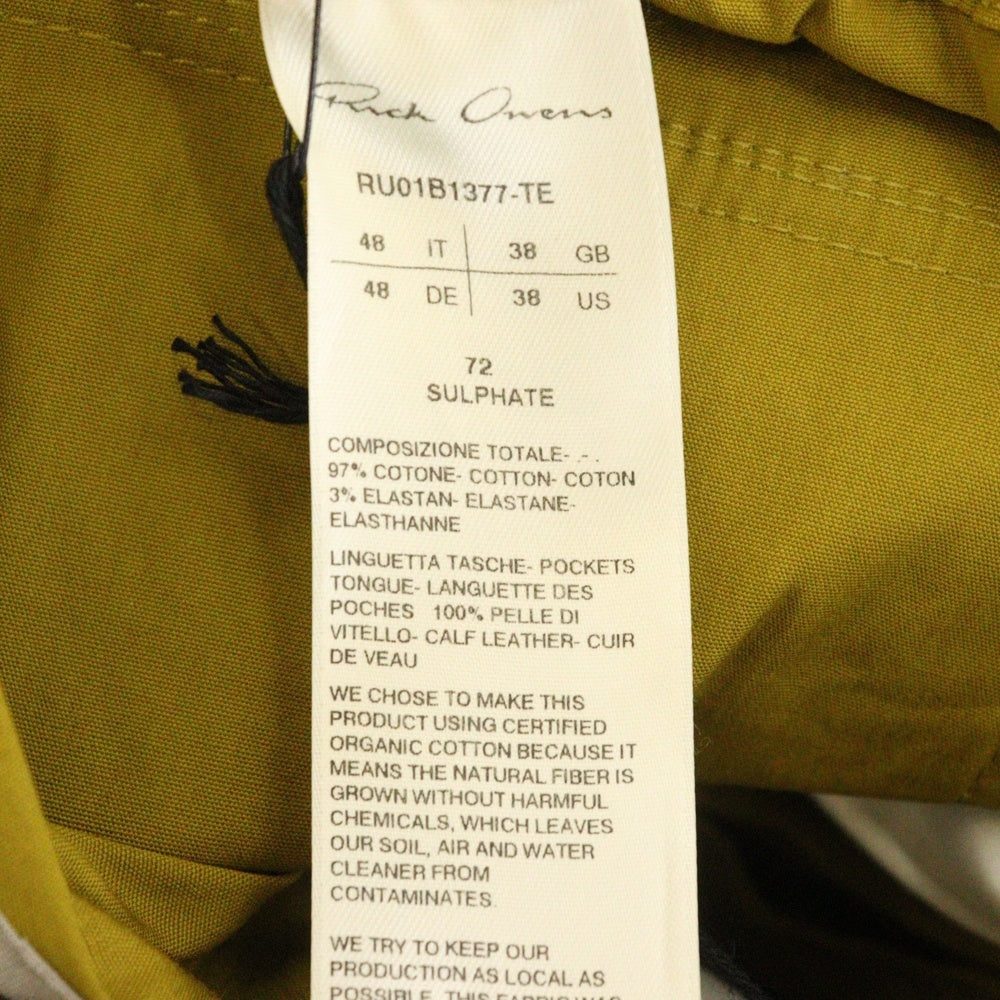 Rick Owens
RU01B1377-TE
48 IT 38 GB
48 DE 38 US
72
SULPHATE
COMPOSIZIONE TOTALE- .- .
97% COTONE- COTTON- COTON
3% ELASTAN- ELASTANE-
ELASTHANNE
LINGUETTA TASCHE- POCKETS
TONGUE- LANGUETTE DES
POCHES 100% PELLE DI
VITELLO- CALF LEATHER- CUIR
DE VEAU
WE CHOSE TO MAKE THIS
PRODUCT USING CERTIFIED
ORGANIC COTTON BECAUSE IT
MEANS THE NATURAL FIBER IS
GROWN WITHOUT HARMFUL
CHEMICALS, WHICH LEAVES
OUR SOIL, AIR AND WATER
CLEANER FROM
CONTAMINATES.
WE TRY TO KEEP OUR
PRODUCTION AS LOCAL AS
POSSIBLE. THIS FABRIC WAS